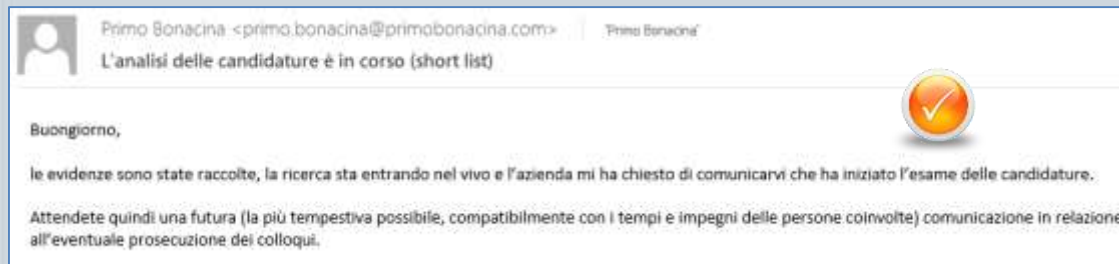 Primo Bonacina <primo.bonacina@primobonacina.com> 'Primo Bonacina'
L'analisi delle candidature è in corso (short list)
Buongiorno,
le evidenze sono state raccolte, la ricerca sta entrando nel vivo e l'azienda mi ha chiesto di comunicarvi che ha iniziato l'esame delle candidature.
Attendete quindi una futura (la più tempestiva possibile, compatibilmente con i tempi e impegni delle persone coinvolte) comunicazione in relazione
all'eventuale prosecuzione dei colloqui.